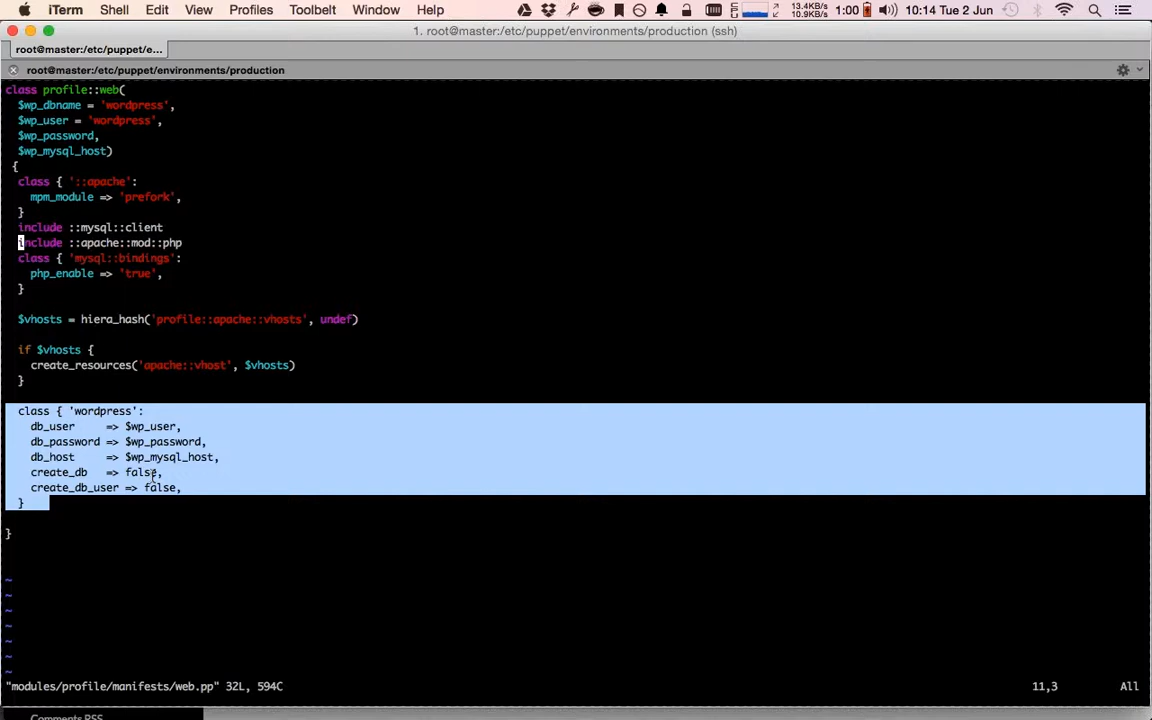 iTerm Shell Edit View Profiles Toolbelt Window Help 13.4KB/s 10.9KB/s 1:00 10:14 Tue 2 Jun
1. root@master:/etc/puppet/environments/production (ssh)
root@master:/etc/puppet/e...
root@master:/etc/puppet/environments/production
class profile::web(
  $wp_dbname = 'wordpress',
  $wp_user = 'wordpress',
  $wp_password,
  $wp_mysql_host)
 {
  class { '::apache':
    mpm_module => 'prefork',
  }
  include ::mysql::client
  include ::apache::mod::php
  class { 'mysql::bindings':
    php_enable => 'true',
  }
  $vhosts = hiera_hash('profile::apache::vhosts', undef)
  if $vhosts {
    create_resources('apache::vhost', $vhosts)
  }
  class { 'wordpress':
    db_user     => $wp_user,
    db_password => $wp_password,
    db_host     => $wp_mysql_host,
    create_db   => false,
    create_db_user => false,
  }
}
~
~
~
~
~
~
~
"modules/profile/manifests/web.pp" 32L, 594C 11,3 All
Comments RSS